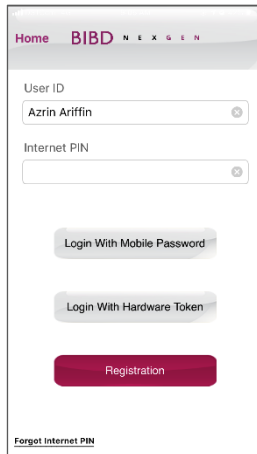 Home BIBD NEXGEN
User ID
Azrin Ariffin
Internet PIN
Login With Mobile Password
Login With Hardware Token
Registration
Forgot Internet PIN